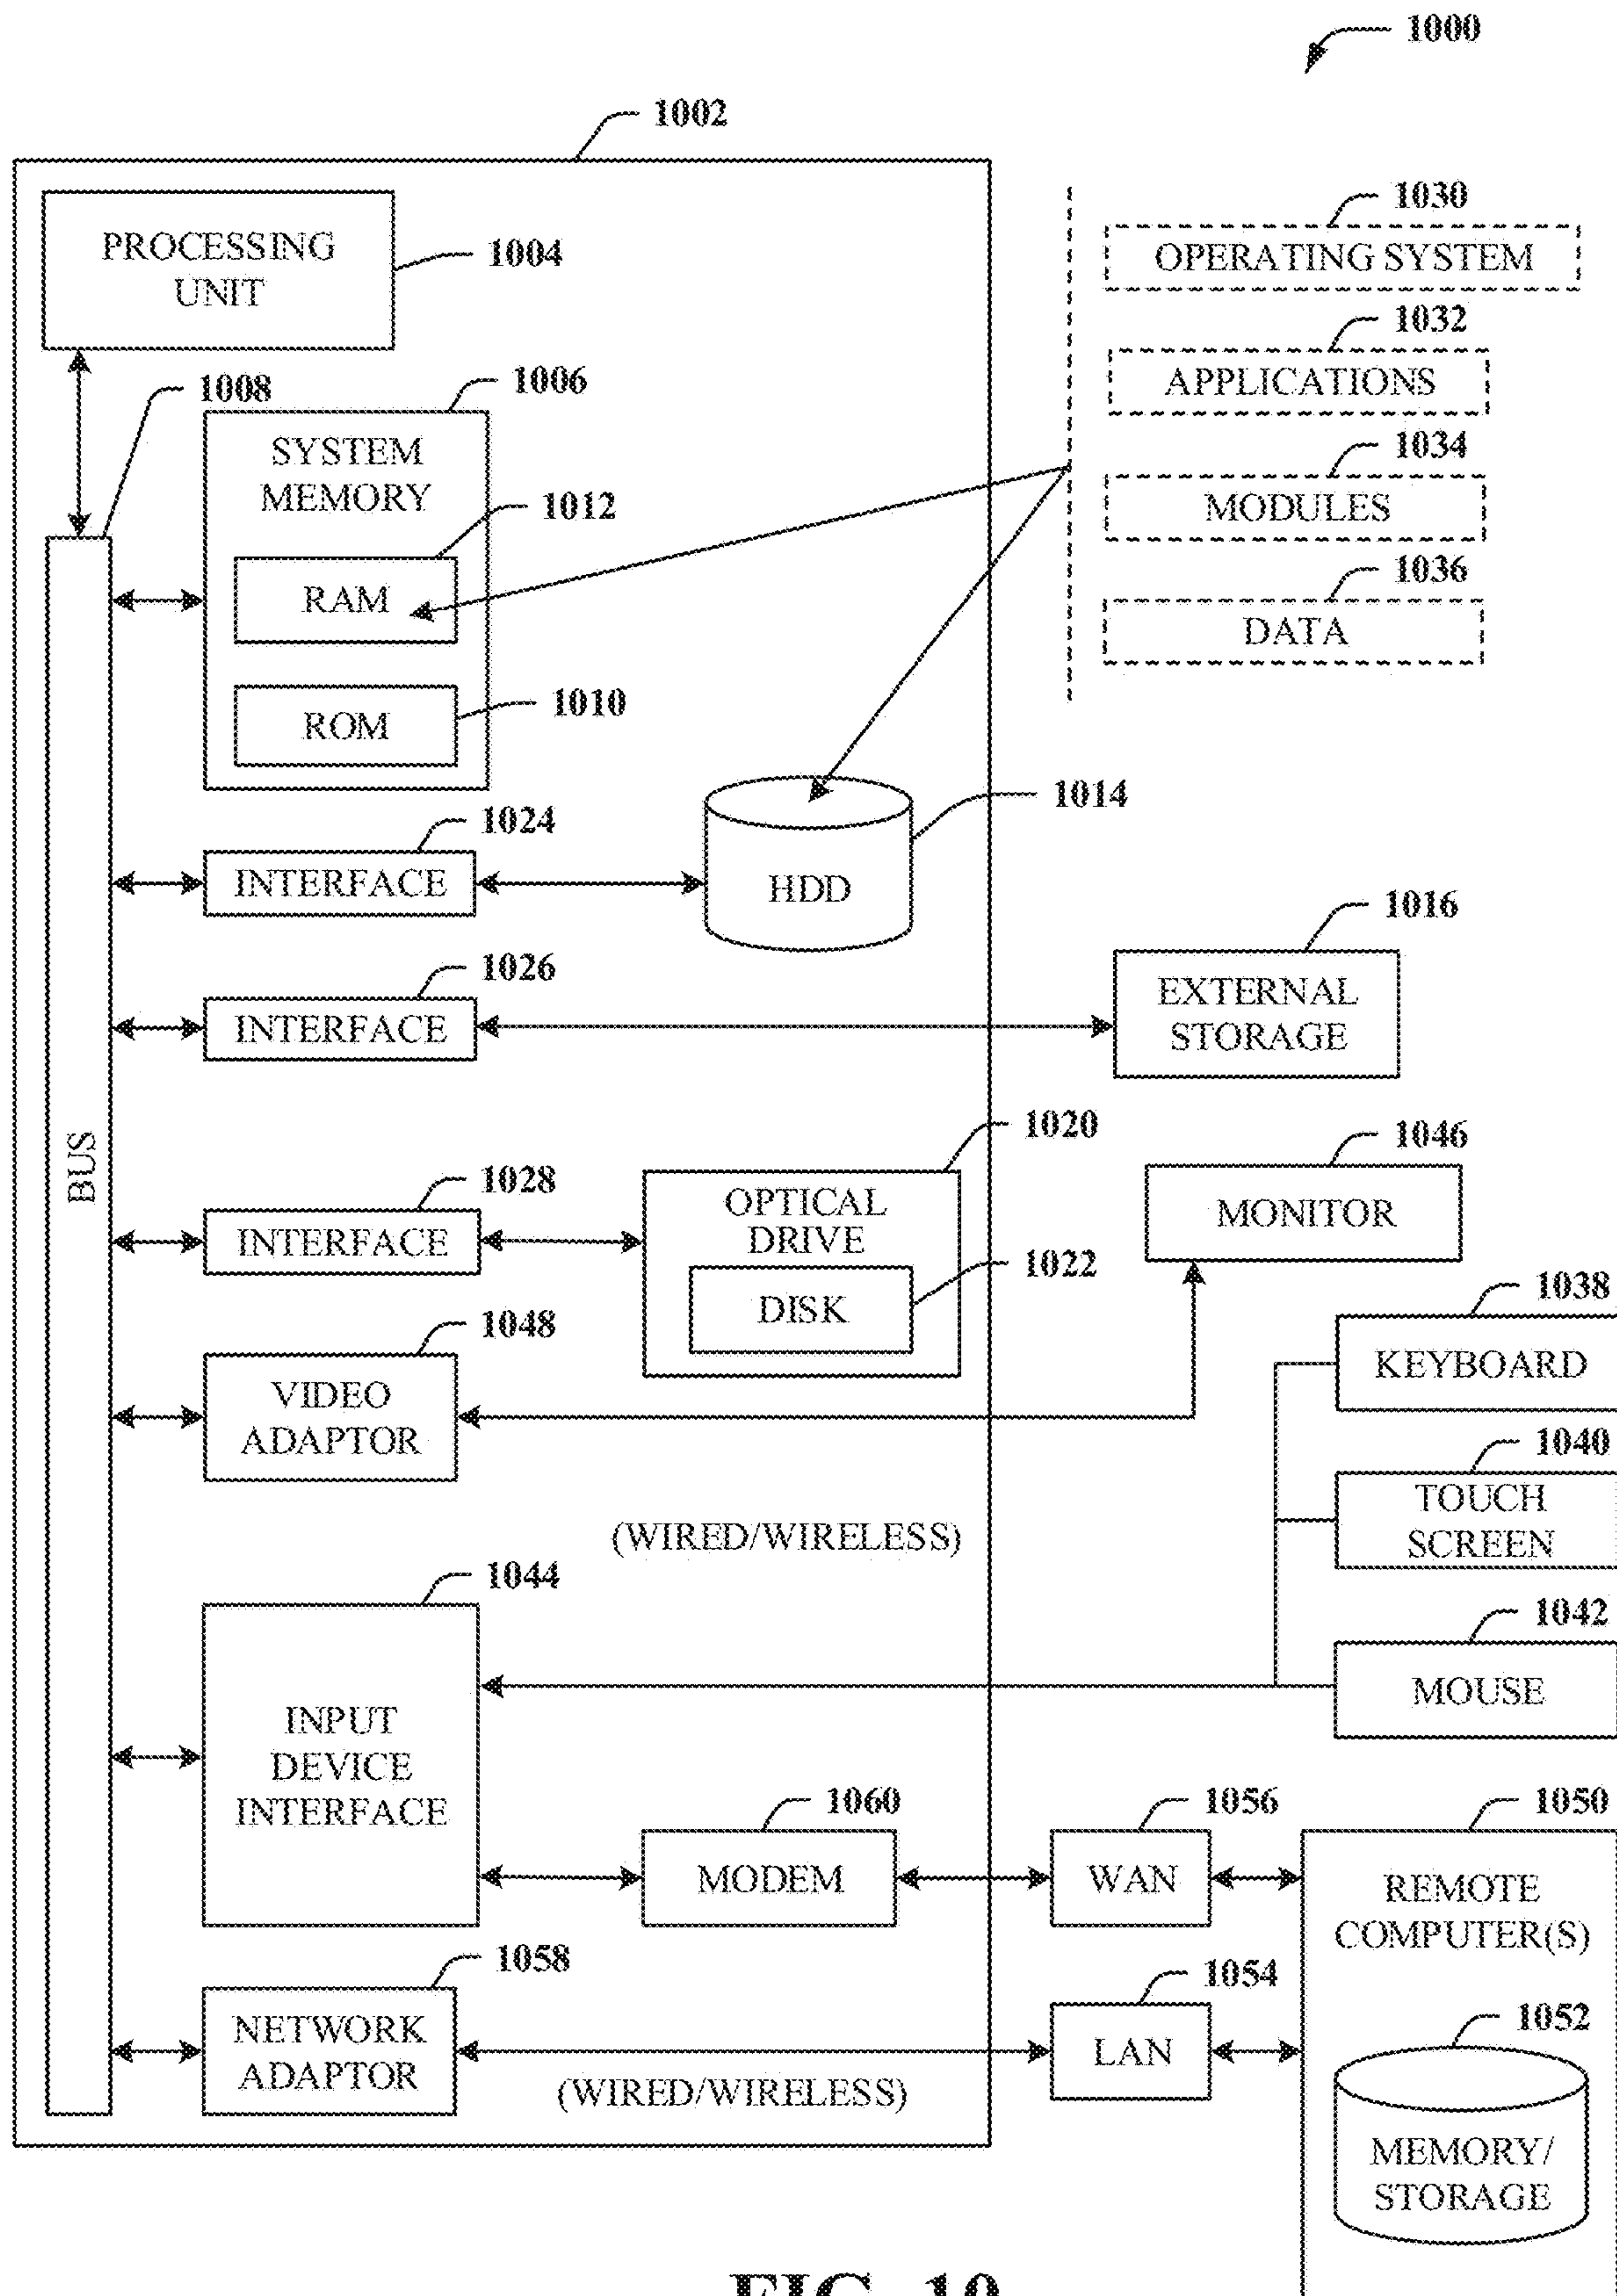 1000
1002
PROCESSING
UNIT
1004
1008
1006
SYSTEM
MEMORY
1012
RAM
1010
ROM
1030
OPERATING SYSTEM
1032
APPLICATIONS
1034
MODULES
1036
DATA
1014
HDD
1024
INTERFACE
1016
EXTERNAL
STORAGE
1026
INTERFACE
BUS
1020
OPTICAL
DRIVE
1022
DISK
1028
INTERFACE
1046
MONITOR
1048
VIDEO
ADAPTOR
1038
KEYBOARD
1040
TOUCH
SCREEN
1042
MOUSE
(WIRED/WIRELESS)
1044
INPUT
DEVICE
INTERFACE
1060
MODEM
1056
WAN
1050
REMOTE
COMPUTER(S)
1058
NETWORK
ADAPTOR
(WIRED/WIRELESS)
1054
LAN
1052
MEMORY/
STORAGE
FIG. 10